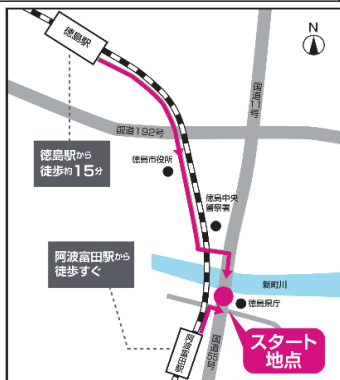 徳島駅
N
国道11号
国道192号
徳島駅から
徒歩約15分
徳島市役所
徳島中央
警察署
阿波富田駅から
徒歩すぐ
新町川
徳島県庁
阿波富田駅
国道55号
スタート
地点